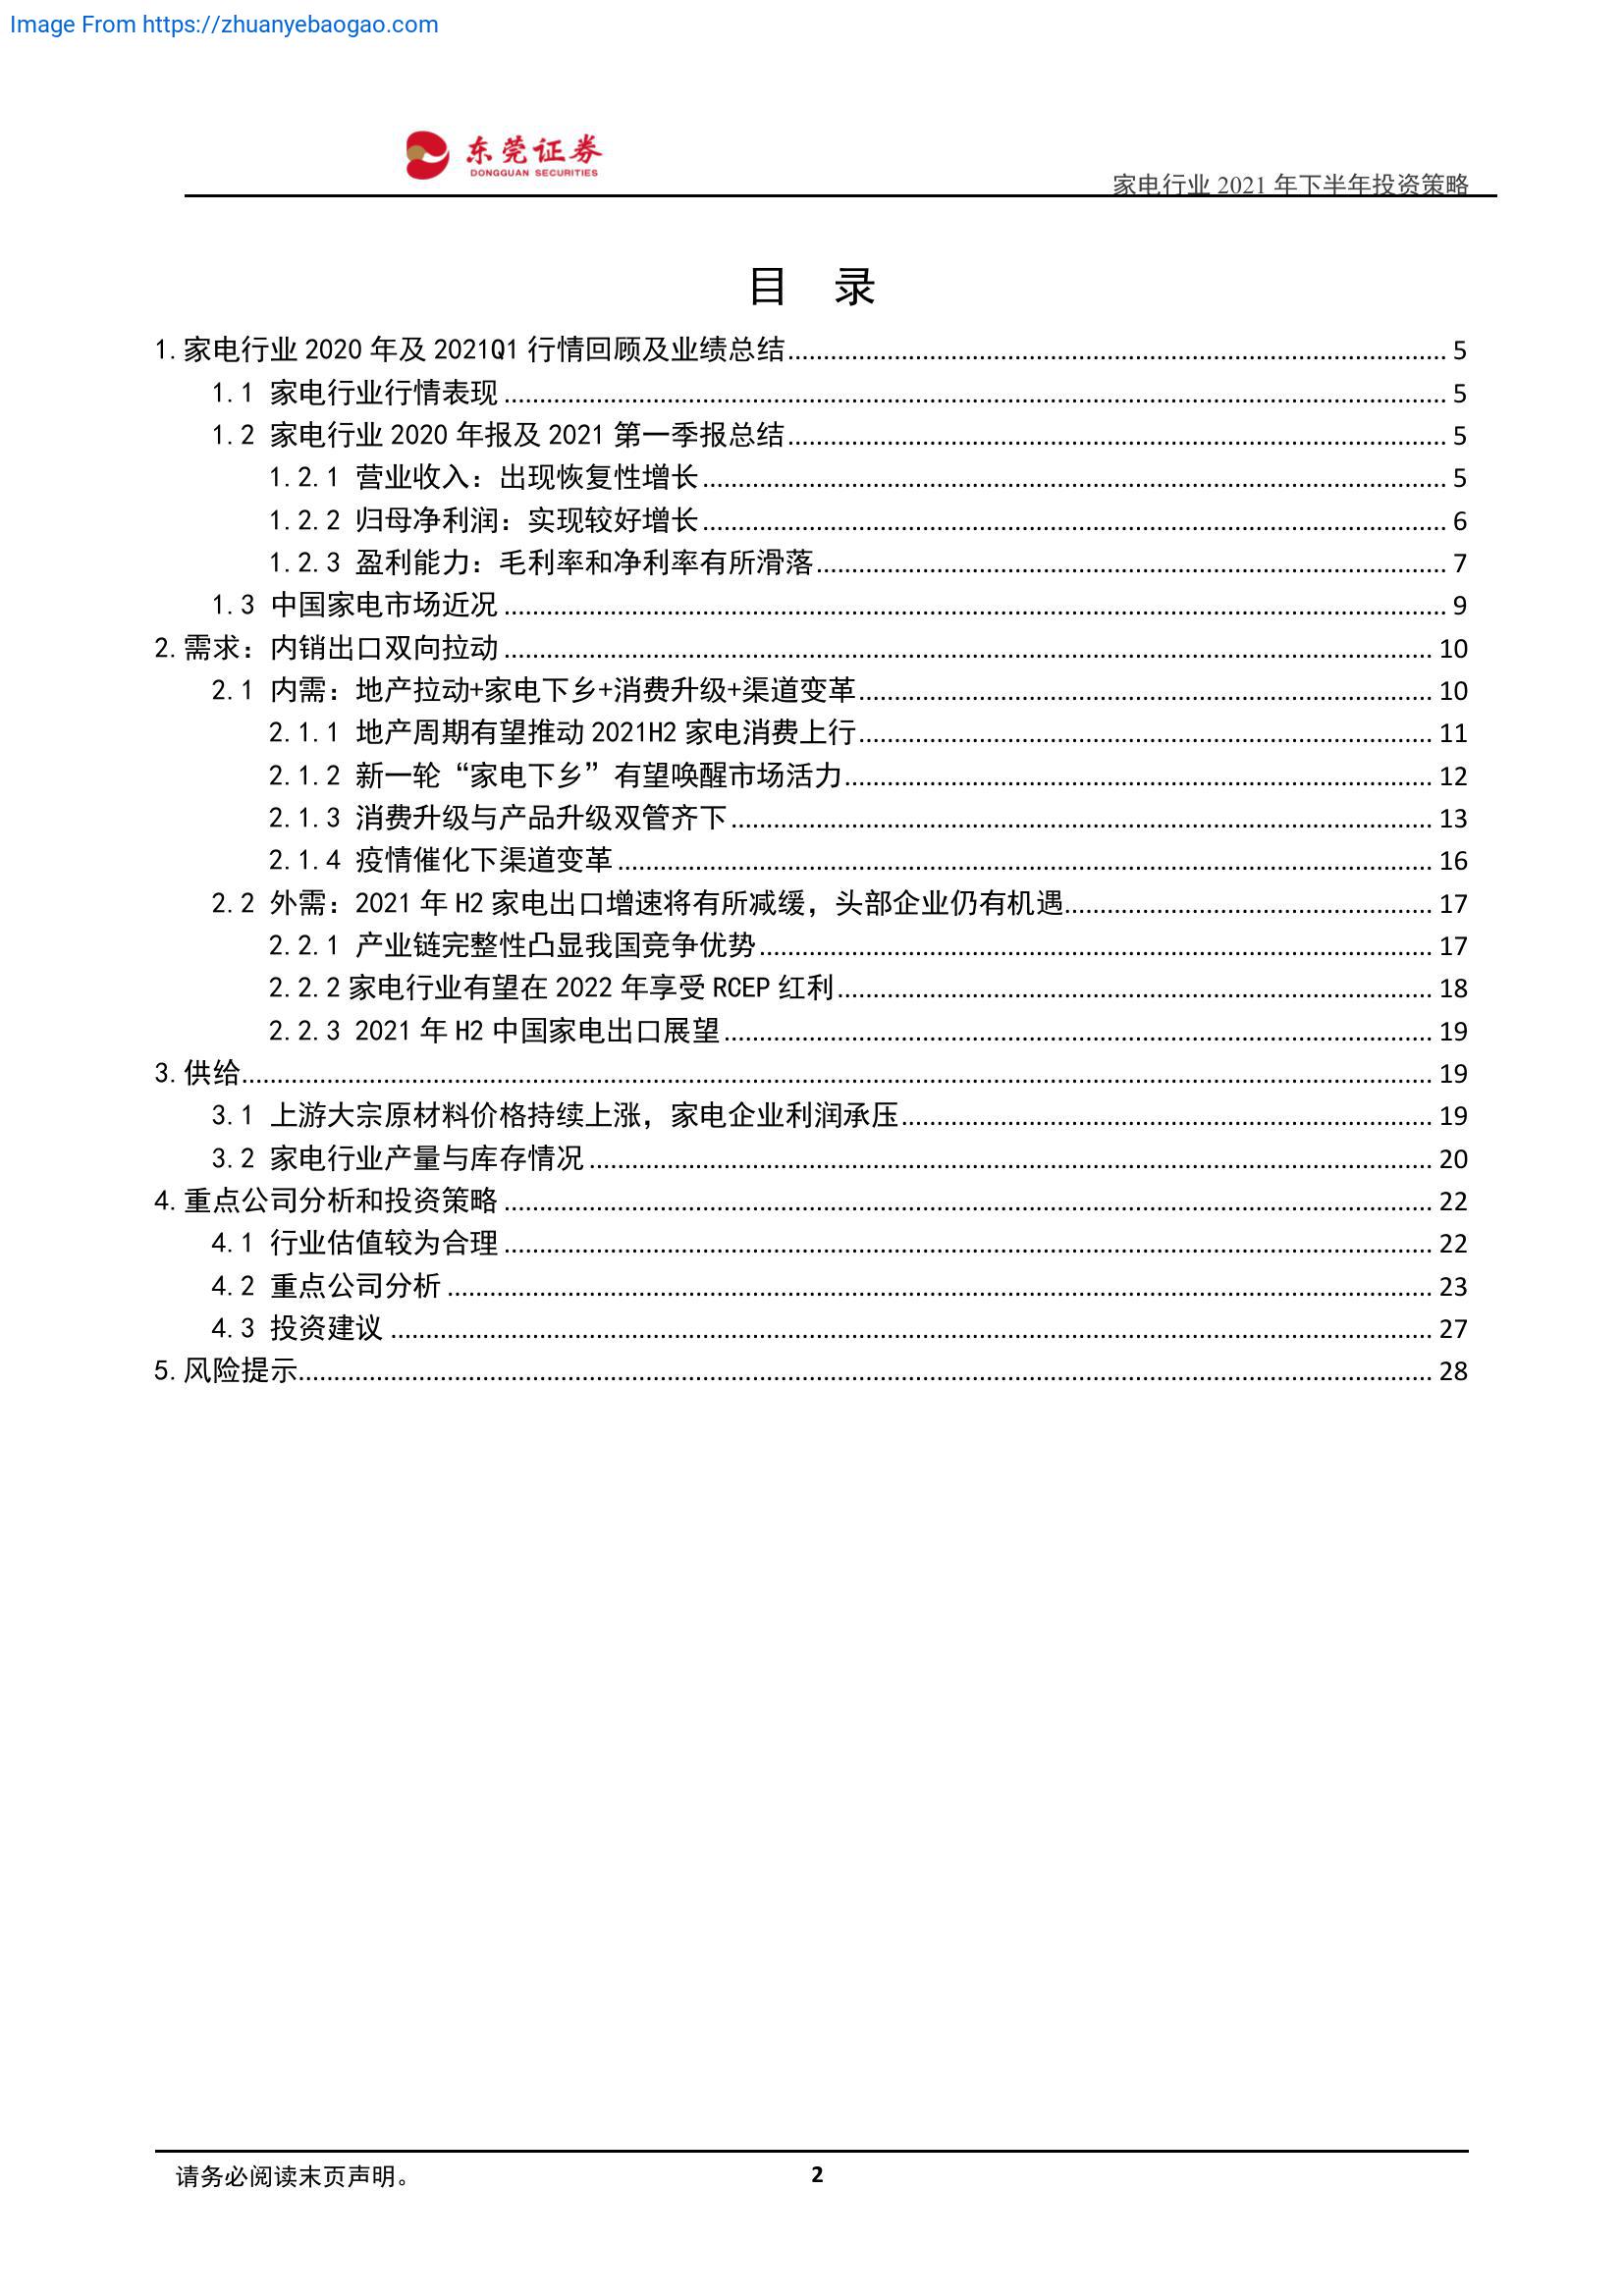 Image From https://zhuanyebaogao.com
东莞证券
DONGGUAN SECURITIES
家电行业 2021 年下半年投资策略
目 录
1.家电行业 2020 年及 2021Q1 行情回顾及业绩总结 5
1.1 家电行业行情表现 5
1.2 家电行业 2020 年报及 2021 第一季报总结 5
1.2.1 营业收入：出现恢复性增长 5
1.2.2 归母净利润：实现较好增长 6
1.2.3 盈利能力：毛利率和净利率有所滑落 7
1.3 中国家电市场近况 9
2.需求：内销出口双向拉动 10
2.1 内需：地产拉动+家电下乡+消费升级+渠道变革 10
2.1.1 地产周期有望推动 2021H2 家电消费上行 11
2.1.2 新一轮“家电下乡”有望唤醒市场活力 12
2.1.3 消费升级与产品升级双管齐下 13
2.1.4 疫情催化下渠道变革 16
2.2 外需：2021 年 H2 家电出口增速将有所减缓，头部企业仍有机遇 17
2.2.1 产业链完整性凸显我国竞争优势 17
2.2.2 家电行业有望在 2022 年享受 RCEP 红利 18
2.2.3 2021 年 H2 中国家电出口展望 19
3.供给 19
3.1 上游大宗原材料价格持续上涨，家电企业利润承压 19
3.2 家电行业产量与库存情况 20
4.重点公司分析和投资策略 22
4.1 行业估值较为合理 22
4.2 重点公司分析 23
4.3 投资建议 27
5.风险提示 28
请务必阅读末页声明。
2